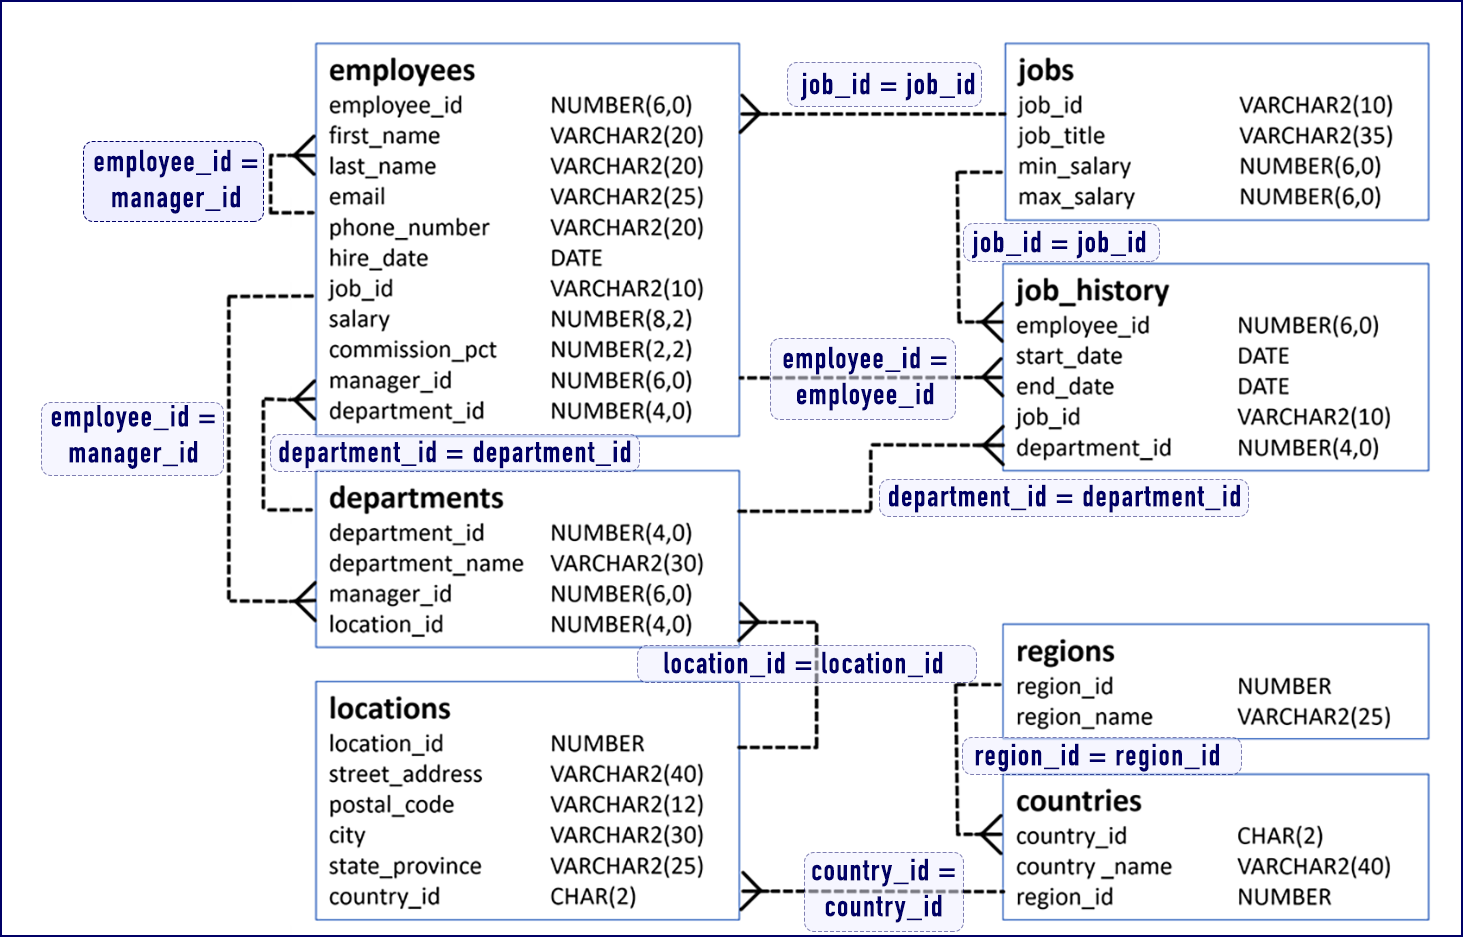 employees
employee_id NUMBER(6,0)
first_name VARCHAR2(20)
last_name VARCHAR2(20)
email VARCHAR2(25)
phone_number VARCHAR2(20)
hire_date DATE
job_id VARCHAR2(10)
salary NUMBER(8,2)
commission_pct NUMBER(2,2)
manager_id NUMBER(6,0)
department_id NUMBER(4,0)
employee_id =
manager_id
employee_id =
manager_id
department_id = department_id
departments
department_id NUMBER(4,0)
department_name VARCHAR2(30)
manager_id NUMBER(6,0)
location_id NUMBER(4,0)
location_id = location_id
locations
location_id NUMBER
street_address VARCHAR2(40)
postal_code VARCHAR2(12)
city VARCHAR2(30)
state_province VARCHAR2(25)
country_id CHAR(2)
job_id = job_id
jobs
job_id VARCHAR2(10)
job_title VARCHAR2(35)
min_salary NUMBER(6,0)
max_salary NUMBER(6,0)
job_id = job_id
job_history
employee_id NUMBER(6,0)
start_date DATE
end_date DATE
job_id VARCHAR2(10)
department_id NUMBER(4,0)
employee_id =
employee_id
department_id = department_id
regions
region_id NUMBER
region_name VARCHAR2(25)
region_id = region_id
countries
country_id CHAR(2)
country _name VARCHAR2(40)
region_id NUMBER
country_id =
country_id